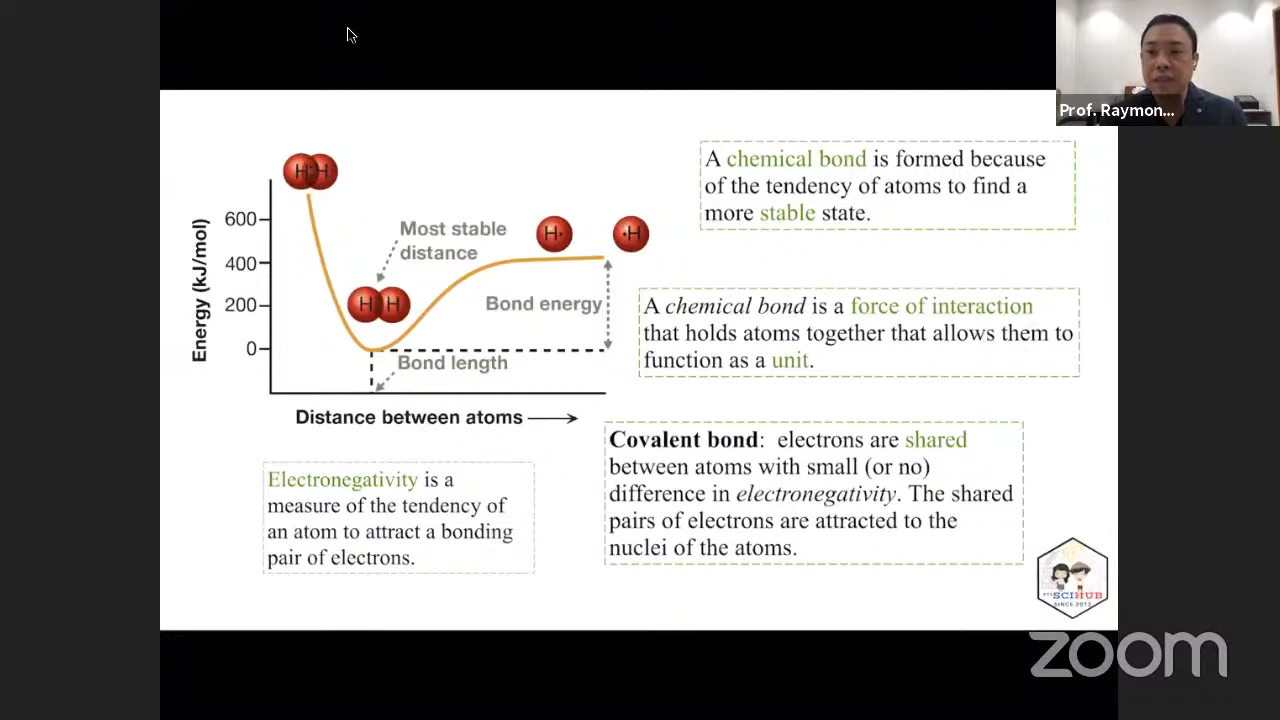 Prof. Raymon...
A chemical bond is formed because
of the tendency of atoms to find a
more stable state.
H:H
600
400
200
0
Energy (kJ/mol)
Most stable
distance
H· ·H
H H
Bond energy
Bond length
Distance between atoms
A chemical bond is a force of interaction
that holds atoms together that allows them to
function as a unit.
Covalent bond: electrons are shared
between atoms with small (or no)
difference in electronegativity. The shared
pairs of electrons are attracted to the
nuclei of the atoms.
Electronegativity is a
measure of the tendency of
an atom to attract a bonding
pair of electrons.
SCIHUB
SINCE 2012
zoom